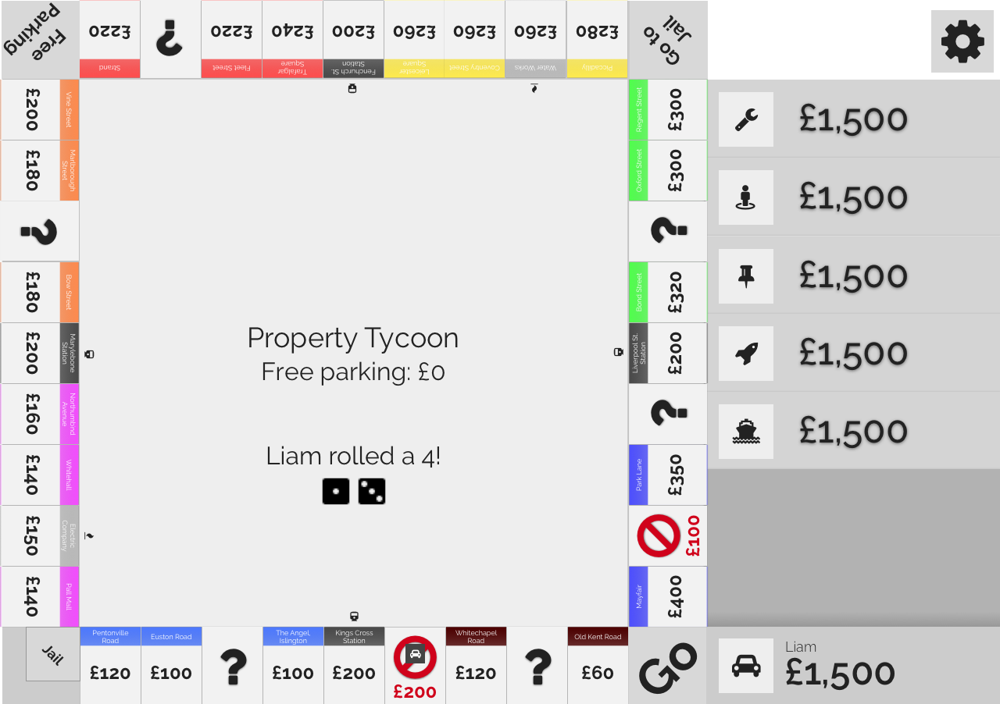 Free
Parking
£220
Strand
?
£220
Fleet Street
£240
Trafalgar
Square
£200
Fenchurch St.
Station
£260
Leicester
Square
£260
Coventry Street
£260
Water Works
£280
Piccadilly
Go to
Jail
£200
Vine Street
£180
Marlborough
Street
?
£180
Bow Street
£200
Marylebone
Station
£160
Northumbnd
Avenue
£140
Whitehall
£150
Electric
Company
£140
Pall Mall
Property Tycoon
Free parking: £0
Liam rolled a 4!
Regent Street
£300
Oxford Street
£300
?
Bond Street
£320
Liverpool St.
Station
£200
?
Park Lane
£350
£100
Mayfair
£400
Jail
Pentonville
Road
£120
Euston Road
£100
?
The Angel,
Islington
£100
Kings Cross
Station
£200
£200
Whitechapel
Road
£120
?
Old Kent Road
£60
Go
£1,500
£1,500
£1,500
£1,500
£1,500
Liam
£1,500